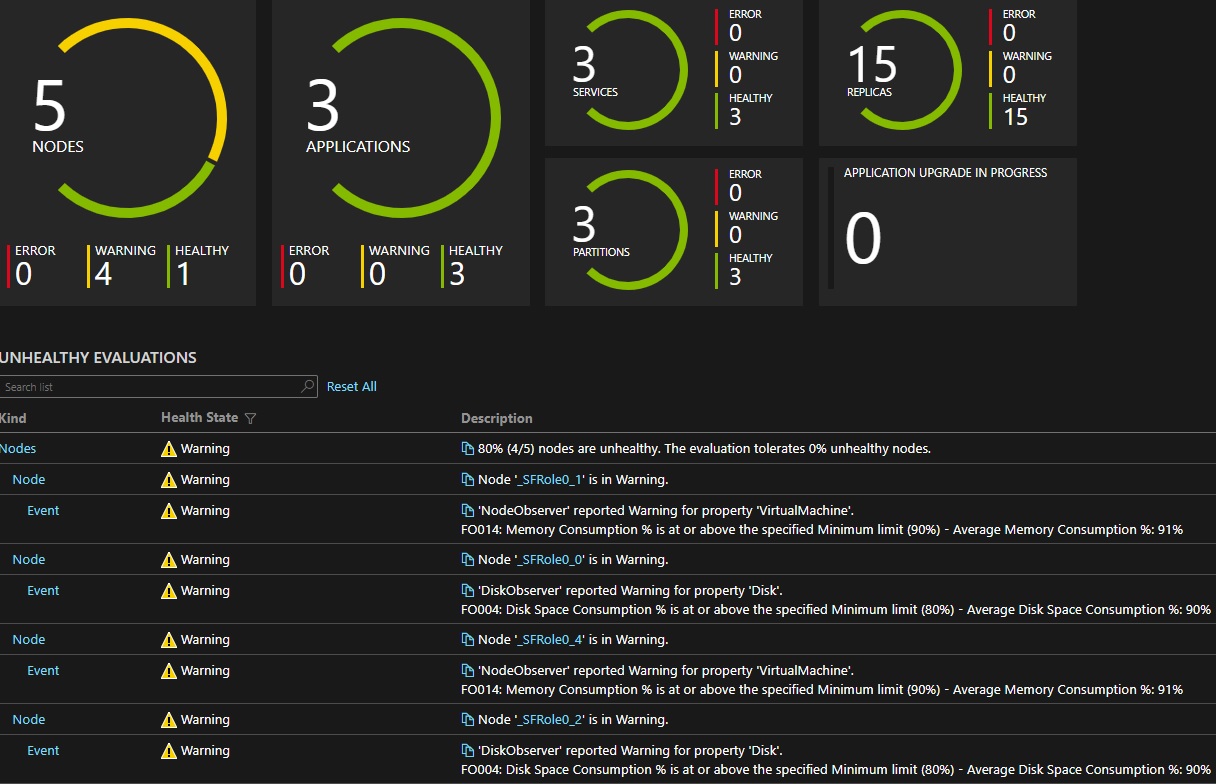 5
NODES
ERROR
0
WARNING
4
HEALTHY
1
3
APPLICATIONS
ERROR
0
WARNING
0
HEALTHY
3
3
SERVICES
ERROR
0
WARNING
0
HEALTHY
3
15
REPLICAS
ERROR
0
WARNING
0
HEALTHY
15
3
PARTITIONS
ERROR
0
WARNING
0
HEALTHY
3
APPLICATION UPGRADE IN PROGRESS
0
UNHEALTHY EVALUATIONS
Search list
Reset All
Kind Health State Description
Nodes Warning 80% (4/5) nodes are unhealthy. The evaluation tolerates 0% unhealthy nodes.
Node Warning Node '_SFRole0_1' is in Warning.
Event Warning 'NodeObserver' reported Warning for property 'VirtualMachine'.
FO014: Memory Consumption % is at or above the specified Minimum limit (90%) - Average Memory Consumption %: 91%
Node Warning Node '_SFRole0_0' is in Warning.
Event Warning 'DiskObserver' reported Warning for property 'Disk'.
FO004: Disk Space Consumption % is at or above the specified Minimum limit (80%) - Average Disk Space Consumption %: 90%
Node Warning Node '_SFRole0_4' is in Warning.
Event Warning 'NodeObserver' reported Warning for property 'VirtualMachine'.
FO014: Memory Consumption % is at or above the specified Minimum limit (90%) - Average Memory Consumption %: 91%
Node Warning Node '_SFRole0_2' is in Warning.
Event Warning 'DiskObserver' reported Warning for property 'Disk'.
FO004: Disk Space Consumption % is at or above the specified Minimum limit (80%) - Average Disk Space Consumption %: 90%